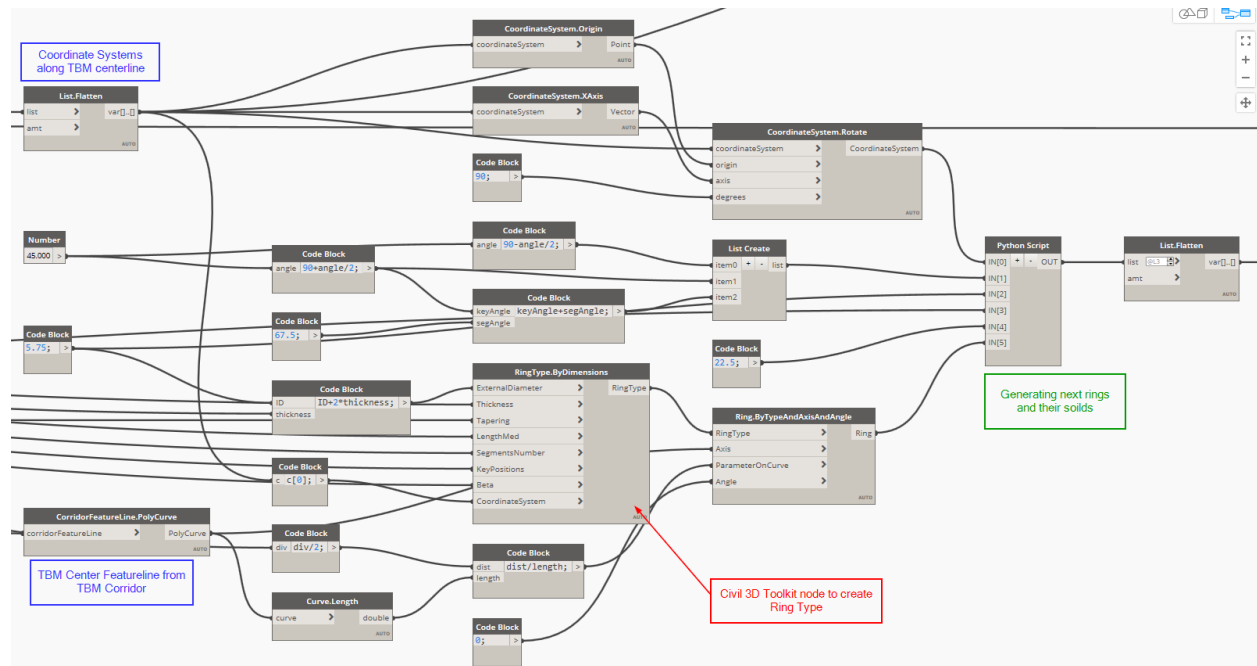 CoordinateSystem.Origin
coordinateSystem > Point
AUTO
Coordinate Systems
along TBM centerline
List.Flatten
list > var[]..[]
amt >
AUTO
CoordinateSystem.XAxis
coordinateSystem > Vector
AUTO
CoordinateSystem.Rotate
coordinateSystem > CoordinateSystem
origin >
axis >
degrees >
AUTO
Code Block
90; >
Number
45.000 >
Code Block
angle 90+angle/2; >
Code Block
angle 90-angle/2; >
List Create
item0 + - list
item1
item2
Python Script
IN[0] + - OUT
IN[1]
IN[2]
IN[3]
IN[4]
IN[5]
List.Flatten
list @L3 > var[]..[]
amt >
AUTO
Code Block
keyAngle keyAngle+segAngle; >
segAngle
Code Block
67.5; >
Code Block
5.75; >
Code Block
22.5; >
Code Block
ID ID+2*thickness; >
thickness
RingType.ByDimensions
ExternalDiameter > RingType
Thickness >
Tapering >
LengthMed >
SegmentsNumber >
KeyPositions >
Beta >
CoordinateSystem >
AUTO
Generating next rings
and their soilds
Ring.ByTypeAndAxisAndAngle
RingType > Ring
Axis >
ParameterOnCurve >
Angle >
AUTO
Code Block
c c[0]; >
CorridorFeatureLine.PolyCurve
corridorFeatureLine > PolyCurve
AUTO
Code Block
div div/2; >
Code Block
dist dist/length; >
length
TBM Center Featureline from
TBM Corridor
Curve.Length
curve > double
AUTO
Code Block
0; >
Civil 3D Toolkit node to create
Ring Type